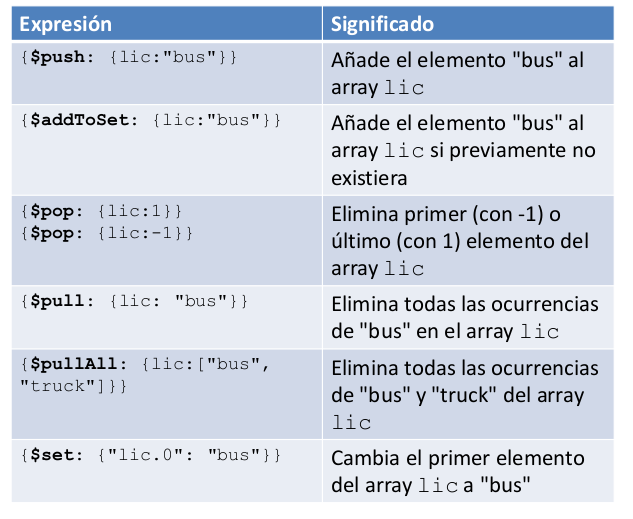 Expresión Significado
{$push: {lic:"bus"}} Añade el elemento "bus" al
array lic
{$addToSet: {lic:"bus"}} Añade el elemento "bus" al
array lic si previamente no
existiera
{$pop: {lic:1}} Elimina primer (con -1) o
{$pop: {lic:-1}} último (con 1) elemento del
array lic
{$pull: {lic: "bus"}} Elimina todas las ocurrencias
de "bus" en el array lic
{$pullAll: {lic:["bus", Elimina todas las ocurrencias
"truck"]}} de "bus" y "truck" del array
lic
{$set: {"lic.0": "bus"}} Cambia el primer elemento
del array lic a "bus"